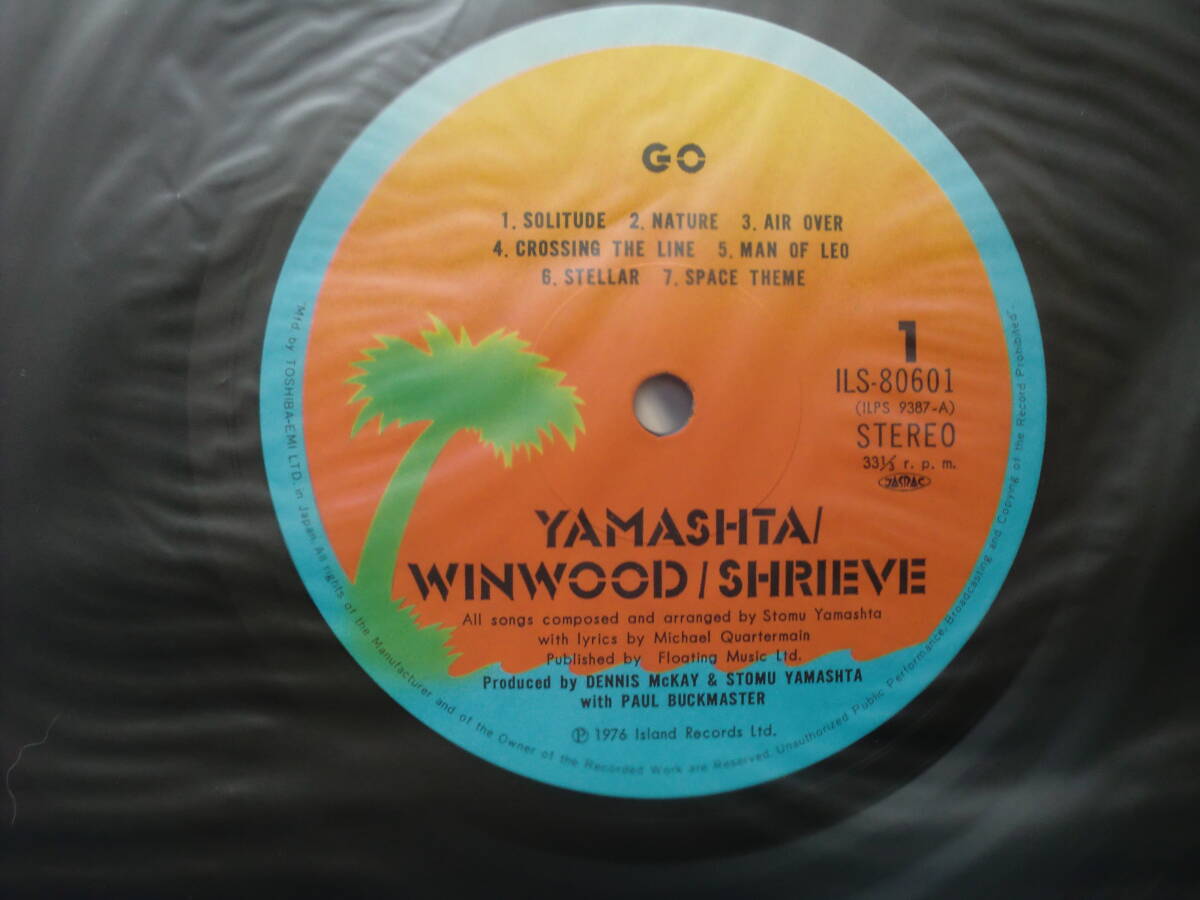 GO
1. SOLITUDE 2. NATURE 3. AIR OVER
4. CROSSING THE LINE 5. MAN OF LEO
6. STELLAR 7. SPACE THEME
1
ILS-80601
(ILPS 9387-A)
STEREO
33⅓ r. p. m.
JASRAC
YAMASHTA/
WINWOOD/SHRIEVE
All songs composed and arranged by Stomu Yamashta
with lyrics by Michael Quartermain
Published by Floating Music Ltd.
Produced by DENNIS McKAY & STOMU YAMASHTA
with PAUL BUCKMASTER
Ⓟ 1976 Island Records Ltd.
"Mfd. by TOSHIBA-EMI LTD. in Japan. All rights of the Manufacturer and of the Owner of the Recorded Work are Reserved. Unauthorized Public Performance, Broadcasting and Copying of the Record Prohibited".